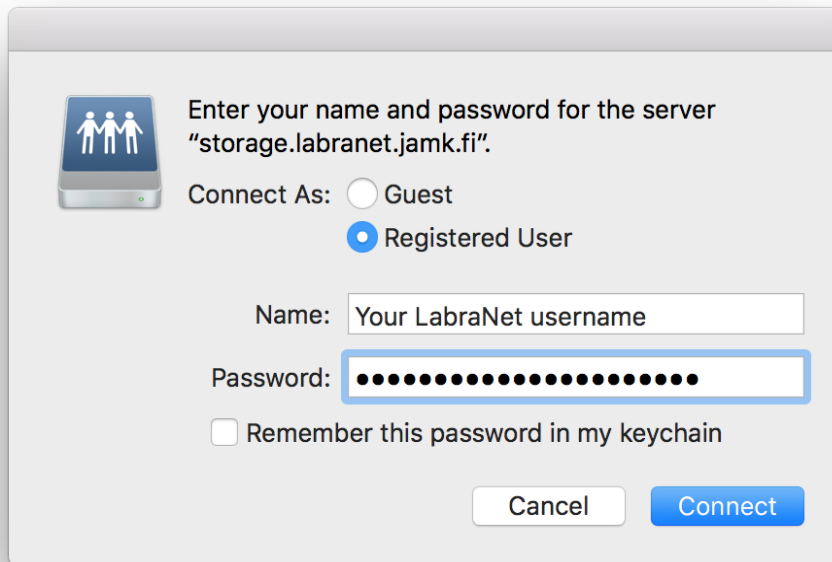 Enter your name and password for the server
“storage.labranet.jamk.fi”.
Connect As: Guest
Registered User
Name: Your LabraNet username
Password: ••••••••••••••••••••••
Remember this password in my keychain
Cancel Connect